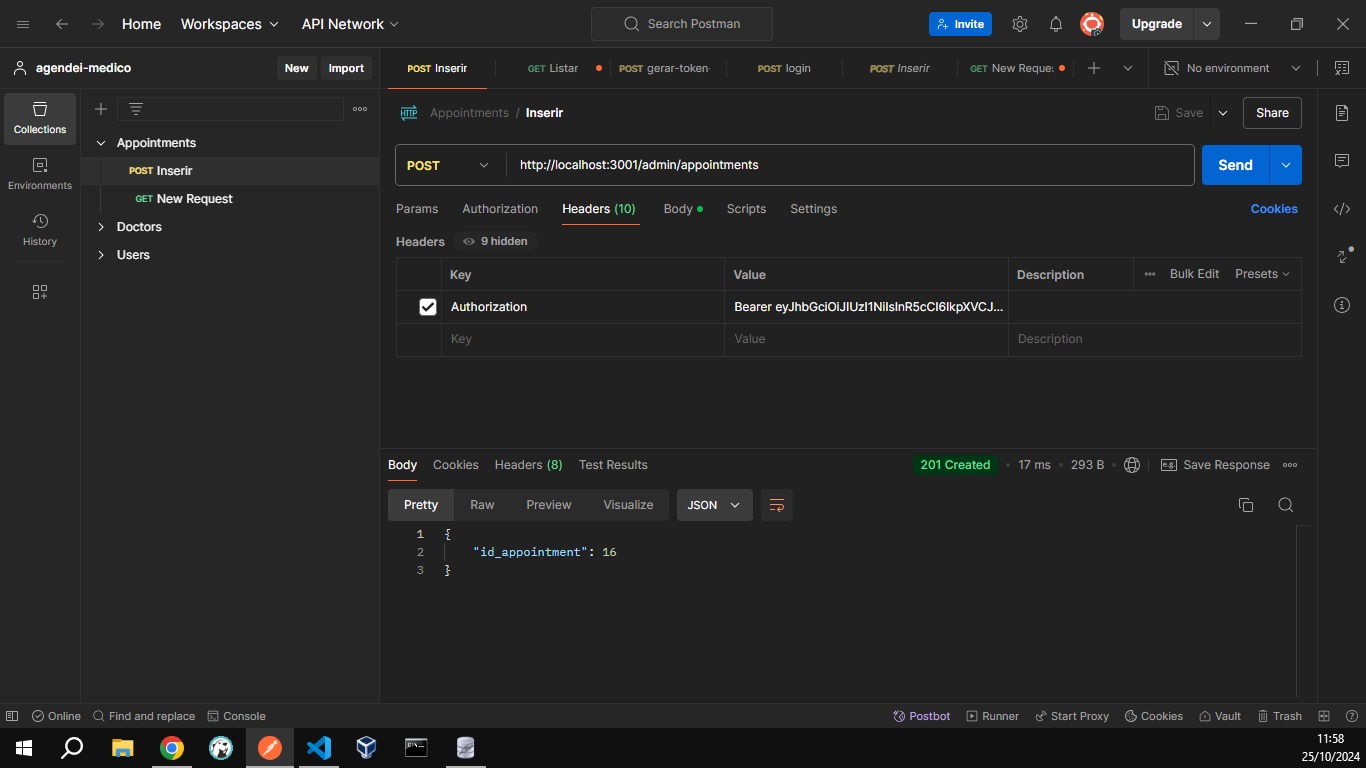 Home Workspaces API Network Search Postman Invite Upgrade
agendei-medico New Import POST Inserir GET Listar POST gerar-token POST login POST Inserir GET New Reque: No environment
Collections
Environments
History
Appointments
POST Inserir
GET New Request
Doctors
Users
HTTP Appointments / Inserir Save Share
POST http://localhost:3001/admin/appointments Send
Params Authorization Headers (10) Body Scripts Settings Cookies
Headers 9 hidden
Key Value Description Bulk Edit Presets
Authorization Bearer eyJhbGciOiJIUzI1NiIsInR5cCI6IkpXVCJ...
Key Value Description
Body Cookies Headers (8) Test Results 201 Created 17 ms 293 B e.g. Save Response
Pretty Raw Preview Visualize JSON
1 {
2 "id_appointment": 16
3 }
Online Find and replace Console Postbot Runner Start Proxy Cookies Vault Trash
11:58
25/10/2024